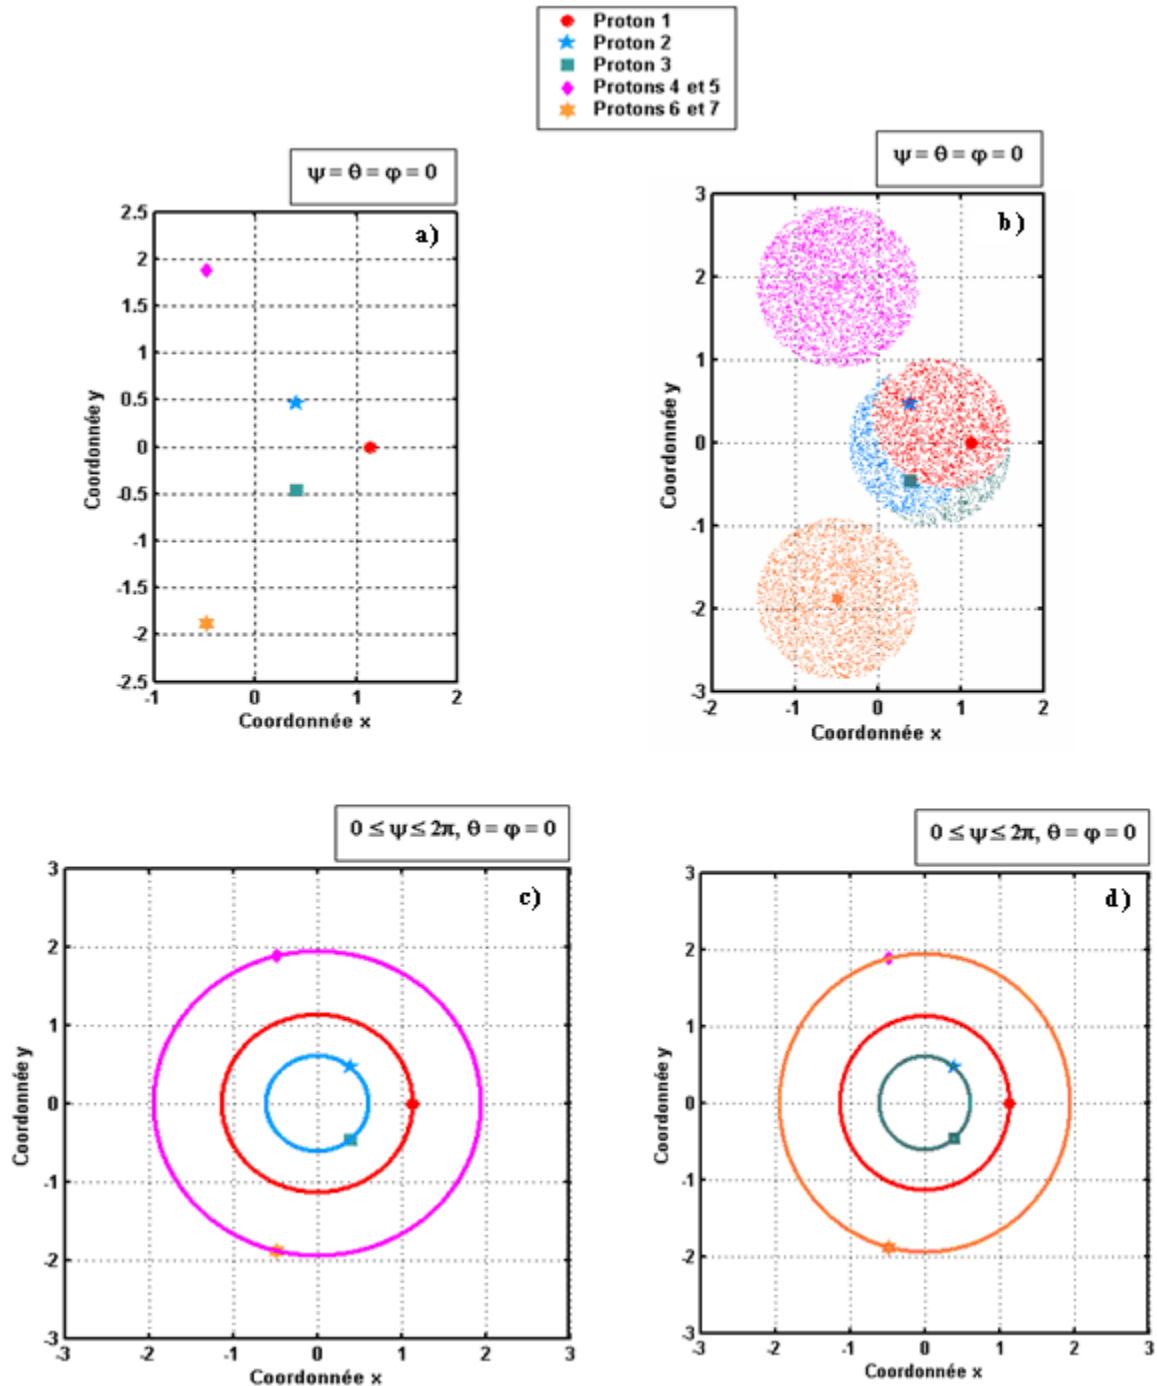 Proton 1
Proton 2
Proton 3
Protons 4 et 5
Protons 6 et 7
ψ = θ = φ = 0
a)
2.5
2
1.5
1
0.5
0
-0.5
-1
-1.5
-2
-2.5
-1
0
1
2
Coordonnée y
Coordonnée x
ψ = θ = φ = 0
b)
3
2
1
0
-1
-2
-3
-2
-1
0
1
2
Coordonnée y
Coordonnée x
0 ≤ ψ ≤ 2π, θ = φ = 0
c)
3
2
1
0
-1
-2
-3
-3
-2
-1
0
1
2
3
Coordonnée y
Coordonnée x
0 ≤ ψ ≤ 2π, θ = φ = 0
d)
3
2
1
0
-1
-2
-3
-3
-2
-1
0
1
2
3
Coordonnée y
Coordonnée x